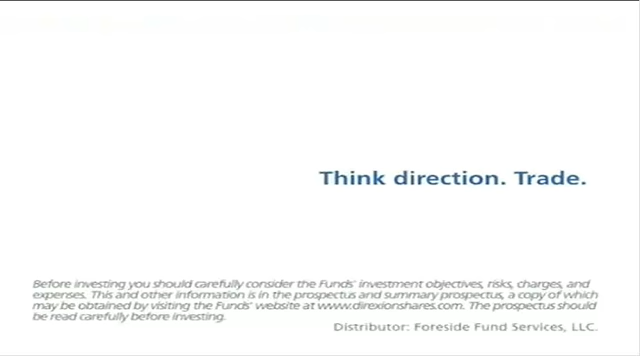 Think direction. Trade.
Before investing you should carefully consider the Funds' investment objectives, risks, charges, and
expenses. This and other information is in the prospectus and summary prospectus, a copy of which
may be obtained by visiting the Funds' website at www.direxionshares.com. The prospectus should
be read carefully before investing.
Distributor: Foreside Fund Services, LLC.